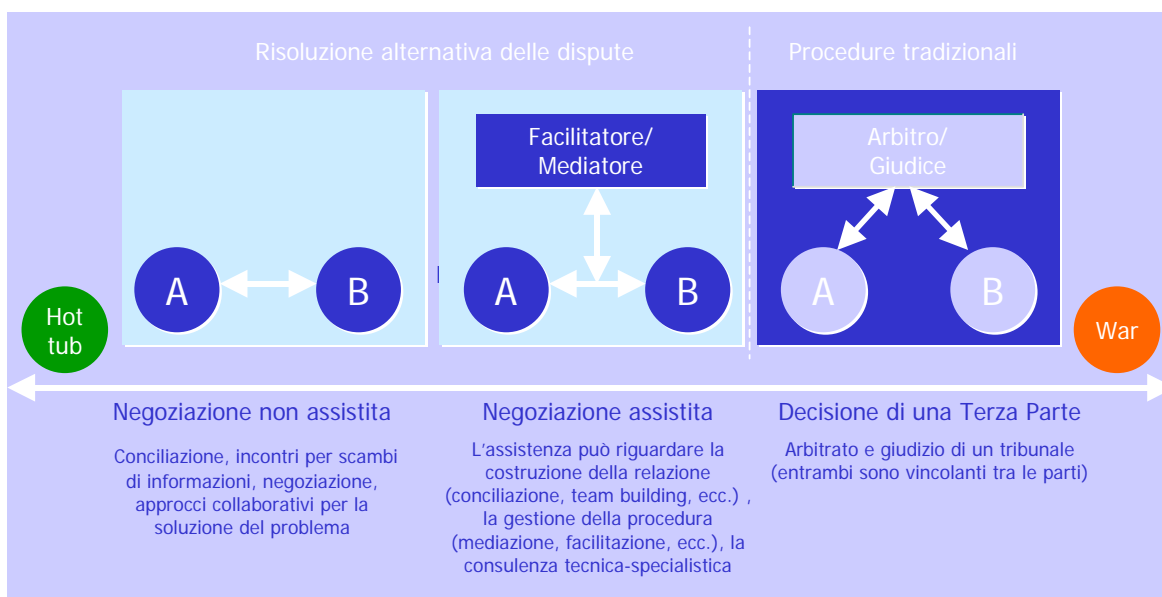 Risoluzione alternativa delle dispute
Procedure tradizionali
Facilitatore/
Mediatore
Arbitro/
Giudice
A
B
A
B
A
B
Hot
tub
War
Negoziazione non assistita
Conciliazione, incontri per scambi
di informazioni, negoziazione,
approcci collaborativi per la
soluzione del problema
Negoziazione assistita
L'assistenza può riguardare la
costruzione della relazione
(conciliazione, team building, ecc.) ,
la gestione della procedura
(mediazione, facilitazione, ecc.), la
consulenza tecnica-specialistica
Decisione di una Terza Parte
Arbitrato e giudizio di un tribunale
(entrambi sono vincolanti tra le parti)